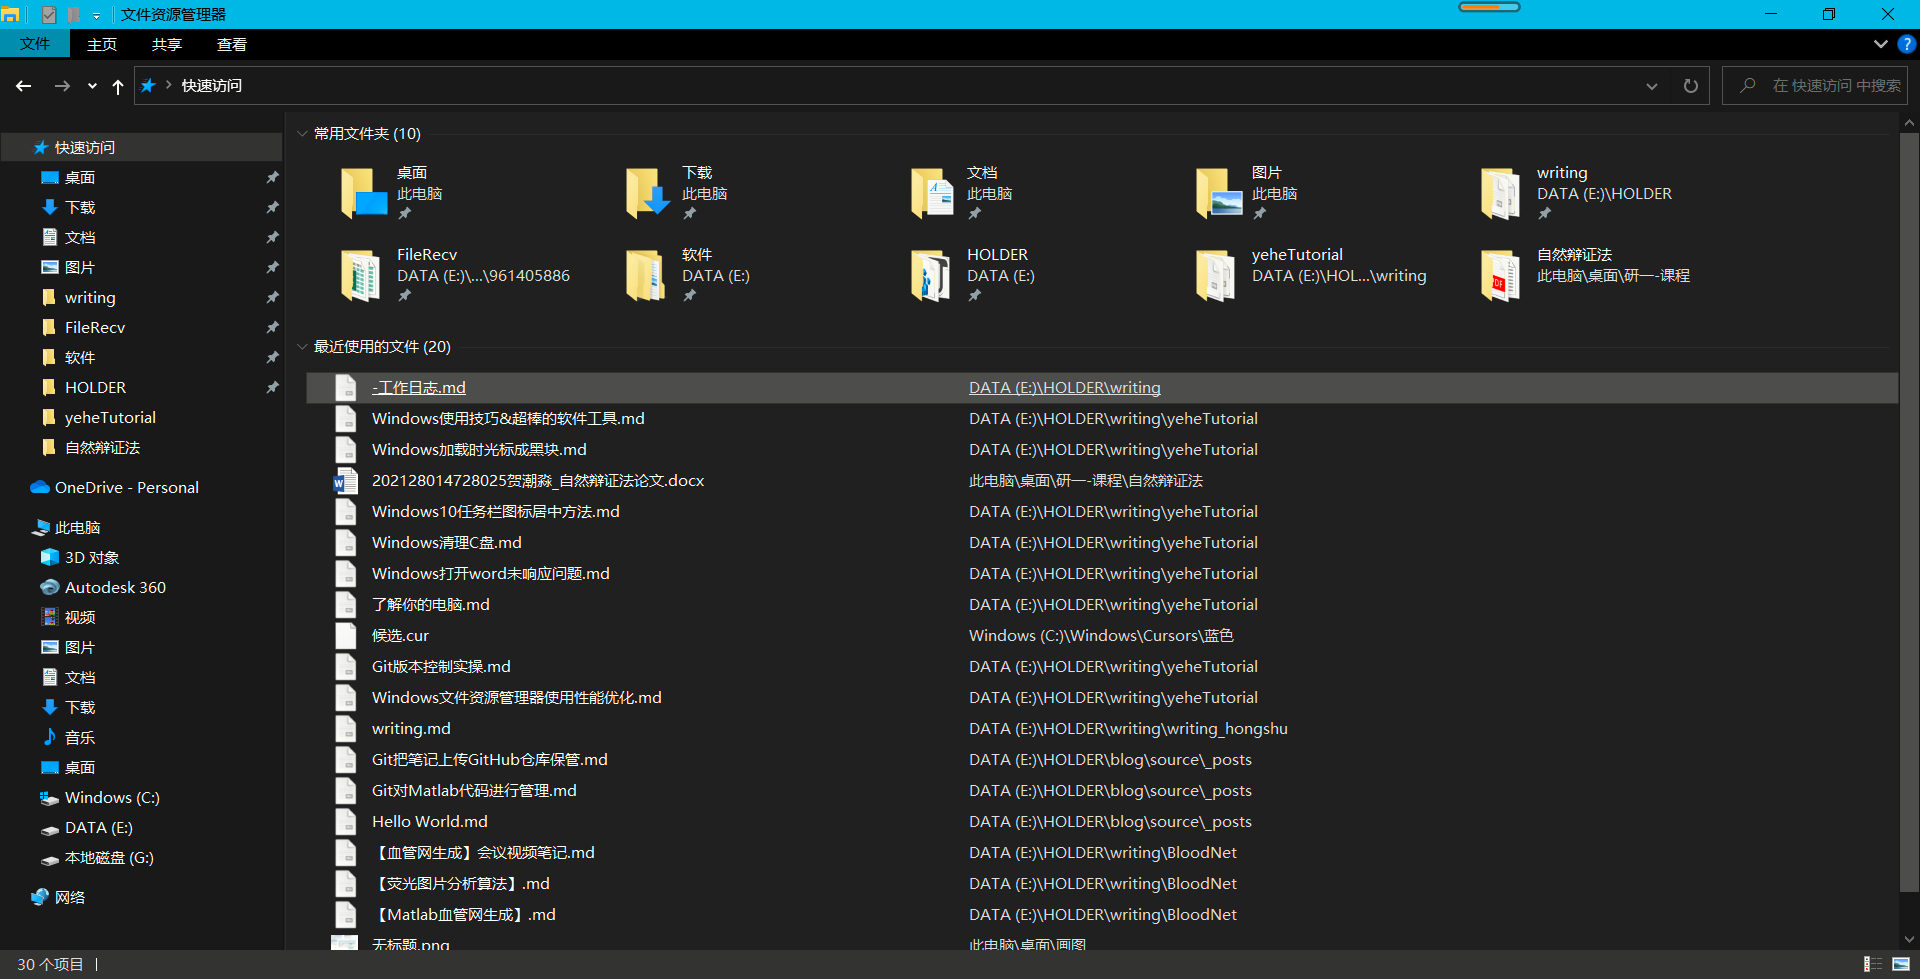 文件资源管理器
文件 主页 共享 查看
快速访问
在 快速访问 中搜索
快速访问
桌面
下载
文档
图片
writing
FileRecv
软件
HOLDER
yeheTutorial
自然辩证法
OneDrive - Personal
此电脑
3D 对象
Autodesk 360
视频
图片
文档
下载
音乐
桌面
Windows (C:)
DATA (E:)
本地磁盘 (G:)
网络
常用文件夹 (10)
桌面
此电脑
下载
此电脑
文档
此电脑
图片
此电脑
writing
DATA (E:)\HOLDER
FileRecv
DATA (E:)\...\961405886
软件
DATA (E:)
HOLDER
DATA (E:)
yeheTutorial
DATA (E:)\HOL...\writing
自然辩证法
此电脑\桌面\研一-课程
最近使用的文件 (20)
-工作日志.md DATA (E:)\HOLDER\writing
Windows使用技巧&超棒的软件工具.md DATA (E:)\HOLDER\writing\yeheTutorial
Windows加载时光标成黑块.md DATA (E:)\HOLDER\writing\yeheTutorial
202128014728025贺潮淼_自然辩证法论文.docx 此电脑\桌面\研一-课程\自然辩证法
Windows10任务栏图标居中方法.md DATA (E:)\HOLDER\writing\yeheTutorial
Windows清理C盘.md DATA (E:)\HOLDER\writing\yeheTutorial
Windows打开word未响应问题.md DATA (E:)\HOLDER\writing\yeheTutorial
了解你的电脑.md DATA (E:)\HOLDER\writing\yeheTutorial
候选.cur Windows (C:)\Windows\Cursors\蓝色
Git版本控制实操.md DATA (E:)\HOLDER\writing\yeheTutorial
Windows文件资源管理器使用性能优化.md DATA (E:)\HOLDER\writing\yeheTutorial
writing.md DATA (E:)\HOLDER\writing\writing_hongshu
Git把笔记上传GitHub仓库保管.md DATA (E:)\HOLDER\blog\source\_posts
Git对Matlab代码进行管理.md DATA (E:)\HOLDER\blog\source\_posts
Hello World.md DATA (E:)\HOLDER\blog\source\_posts
【血管网生成】会议视频笔记.md DATA (E:)\HOLDER\writing\BloodNet
【荧光图片分析算法】.md DATA (E:)\HOLDER\writing\BloodNet
【Matlab血管网生成】.md DATA (E:)\HOLDER\writing\BloodNet
无标题.png 此电脑\桌面\画图
30 个项目